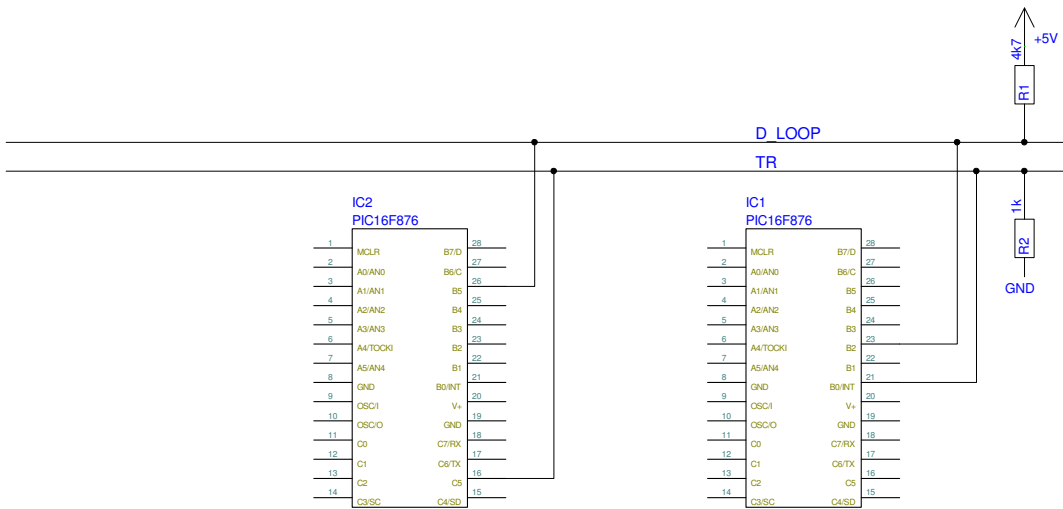 +5V
4k7
R1
D_LOOP
TR
IC2
PIC16F876
1 MCLR B7/D 28
2 A0/AN0 B6/C 27
3 A1/AN1 B5 26
4 A2/AN2 B4 25
5 A3/AN3 B3 24
6 A4/TOCKI B2 23
7 A5/AN4 B1 22
8 GND B0/INT 21
9 OSC/I V+ 20
10 OSC/O GND 19
11 C0 C7/RX 18
12 C1 C6/TX 17
13 C2 C5 16
14 C3/SC C4/SD 15
IC1
PIC16F876
1 MCLR B7/D 28
2 A0/AN0 B6/C 27
3 A1/AN1 B5 26
4 A2/AN2 B4 25
5 A3/AN3 B3 24
6 A4/TOCKI B2 23
7 A5/AN4 B1 22
8 GND B0/INT 21
9 OSC/I V+ 20
10 OSC/O GND 19
11 C0 C7/RX 18
12 C1 C6/TX 17
13 C2 C5 16
14 C3/SC C4/SD 15
1k
R2
GND